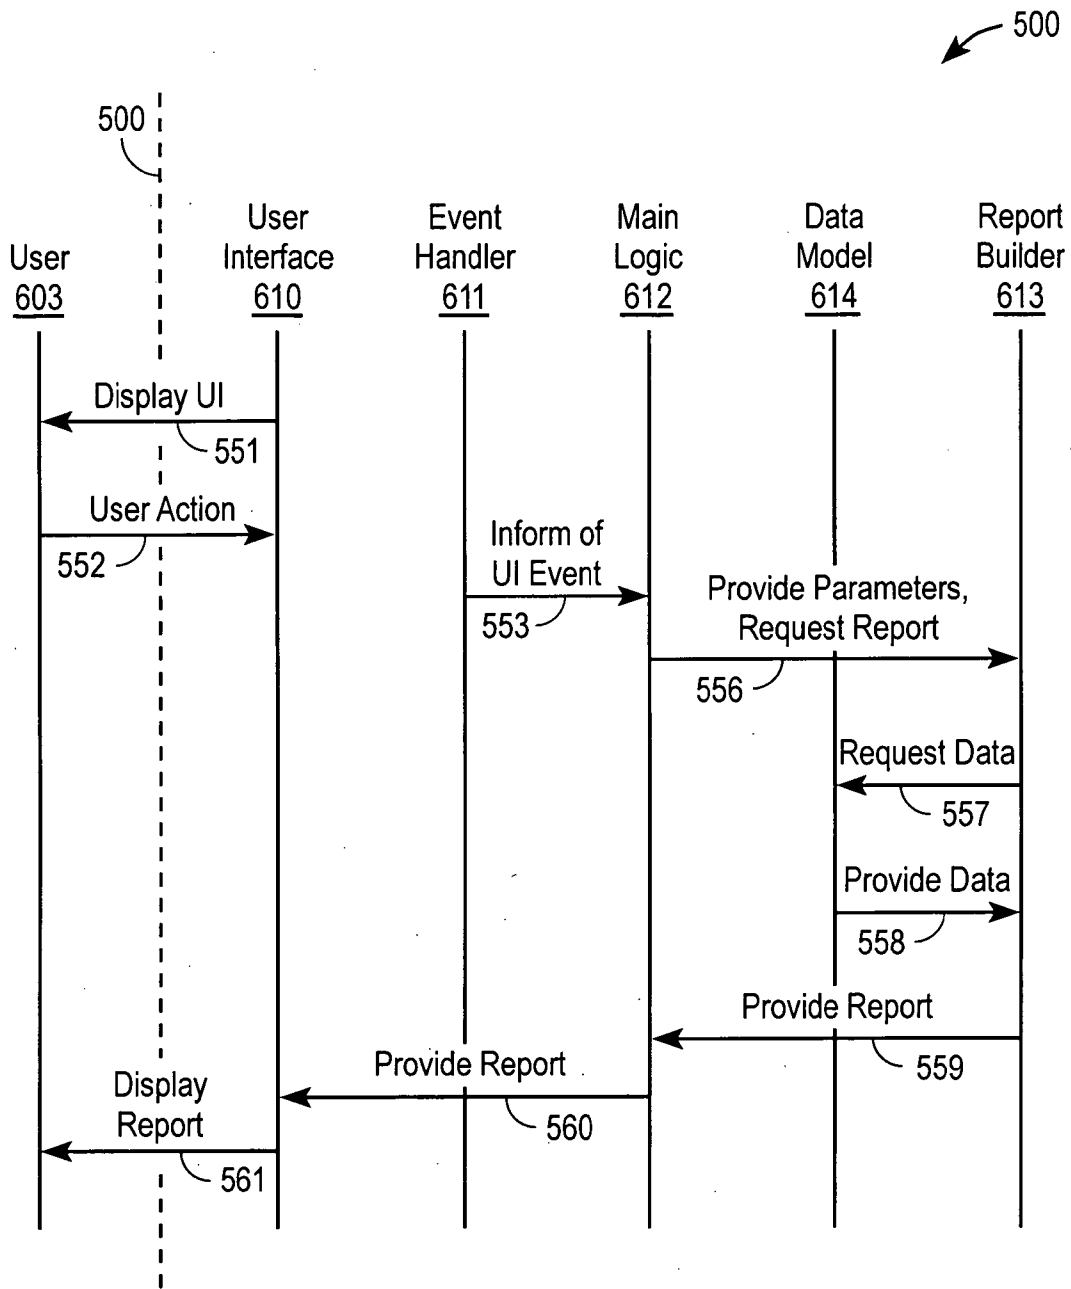 500
500
User
603
User
Interface
610
Event
Handler
611
Main
Logic
612
Data
Model
614
Report
Builder
613
Display UI
551
User Action
552
Inform of
UI Event
553
Provide Parameters,
Request Report
556
Request Data
557
Provide Data
558
Provide Report
559
Provide Report
560
Display
Report
561